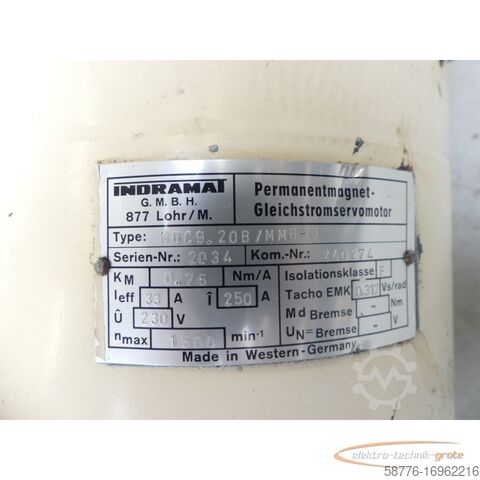 INDRAMAT
G.M.B.H.
877 Lohr/M.
Permanentmagnet-
Gleichstromservomotor
Type: MDC9.20B/MMB-0
Serien-Nr.: 2034 Kom.-Nr.: 240274
KM 0.76 Nm/A Isolationsklasse F
Ieff 33 A î 250 A Tacho EMK 0.317 Vs/rad
Û 230 V Md Bremse - Nm
nmax 1500 min-1 UN= Bremse - V
Made in Western-Germany
elektro-technik-grote
58776-16962216